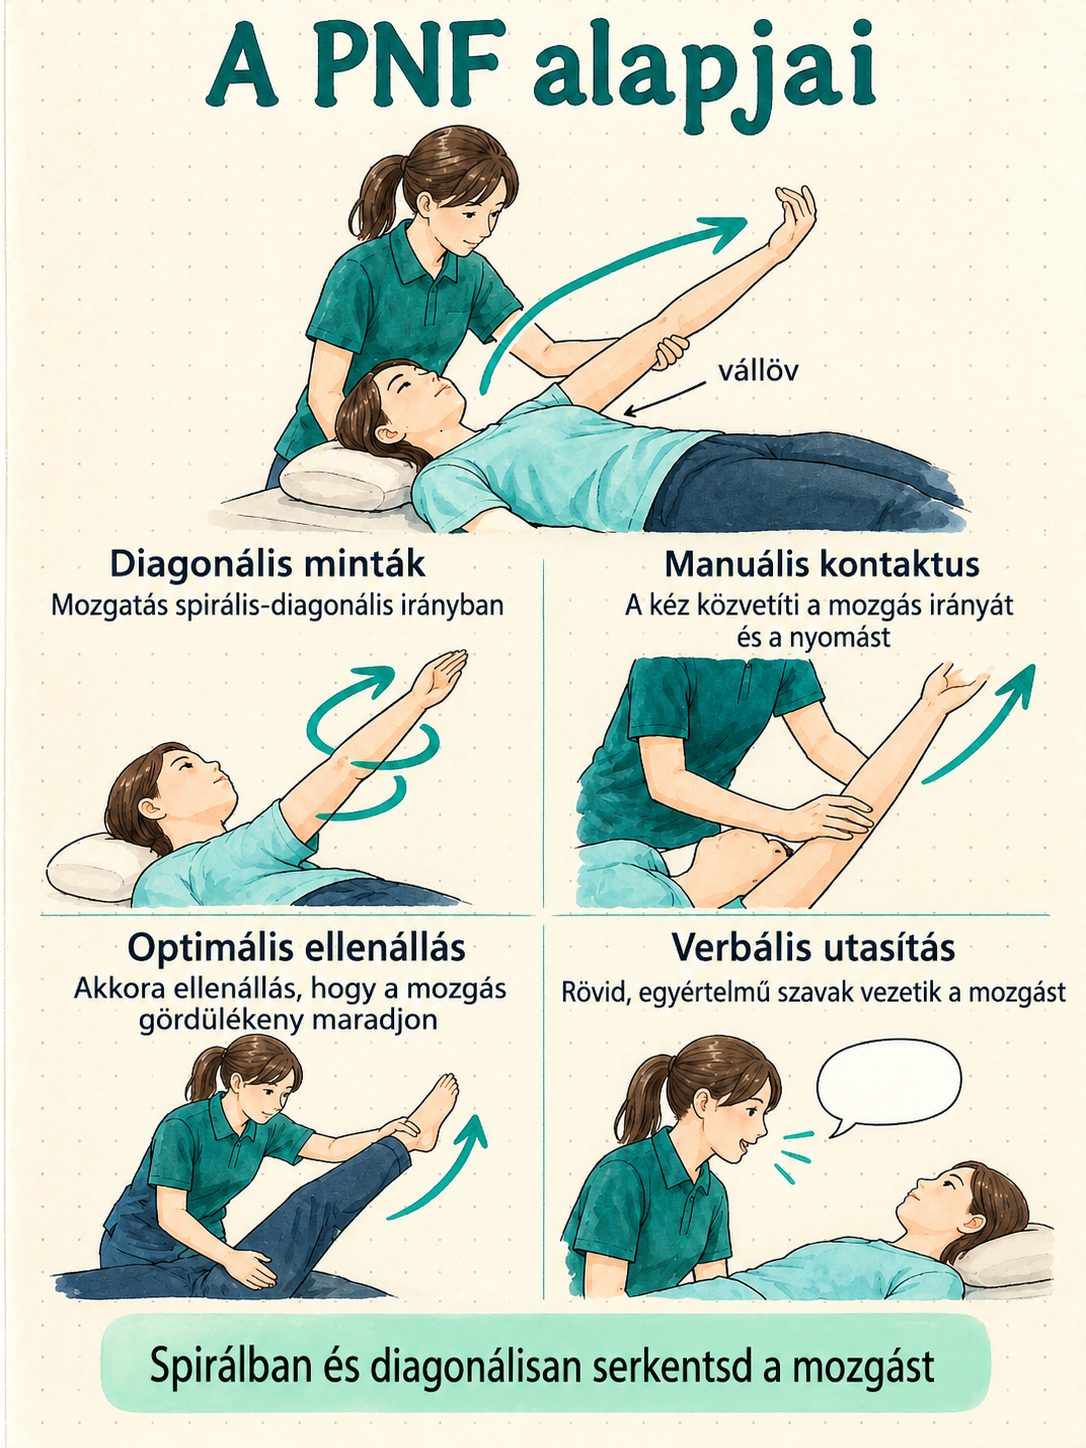 A PNF alapjai
vállöv
Diagonális minták
Mozgatás spirális-diagonális irányban
Manuális kontaktus
A kéz közvetíti a mozgás irányát
és a nyomást
Optimális ellenállás
Akkora ellenállás, hogy a mozgás
gördülékeny maradjon
Verbális utasítás
Rövid, egyértelmű szavak vezetik a mozgást
Spirálban és diagonálisan serkentsd a mozgást